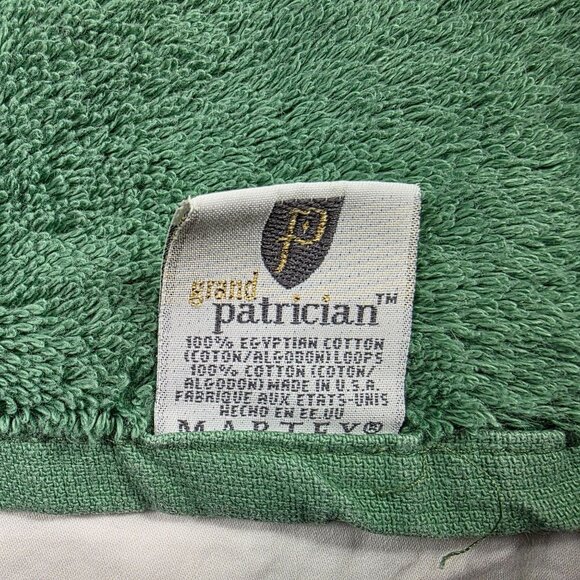 P
grand
patrician™
100% EGYPTIAN COTTON
(COTON/ALGODON) LOOPS
100% COTTON (COTON/
ALGODON) MADE IN U.S.A.
FABRIQUE AUX ETATS-UNIS
HECHO EN EE.UU
MARTEX®